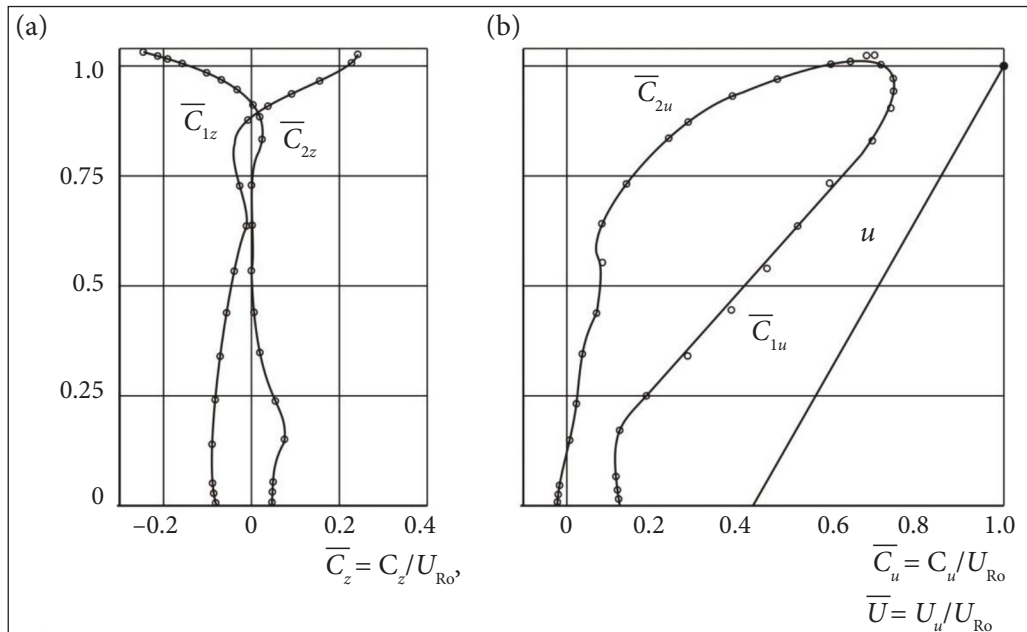 (a)
(b)
1.0
0.75
0.5
0.25
0
C̅₁z
C̅₂z
−0.2 0 0.2 0.4
C̅z = Cz/URo,
C̅₂u
u
C̅₁u
0 0.2 0.4 0.6 0.8 1.0
C̅u = Cu/URo
U̅ = Uu/URo